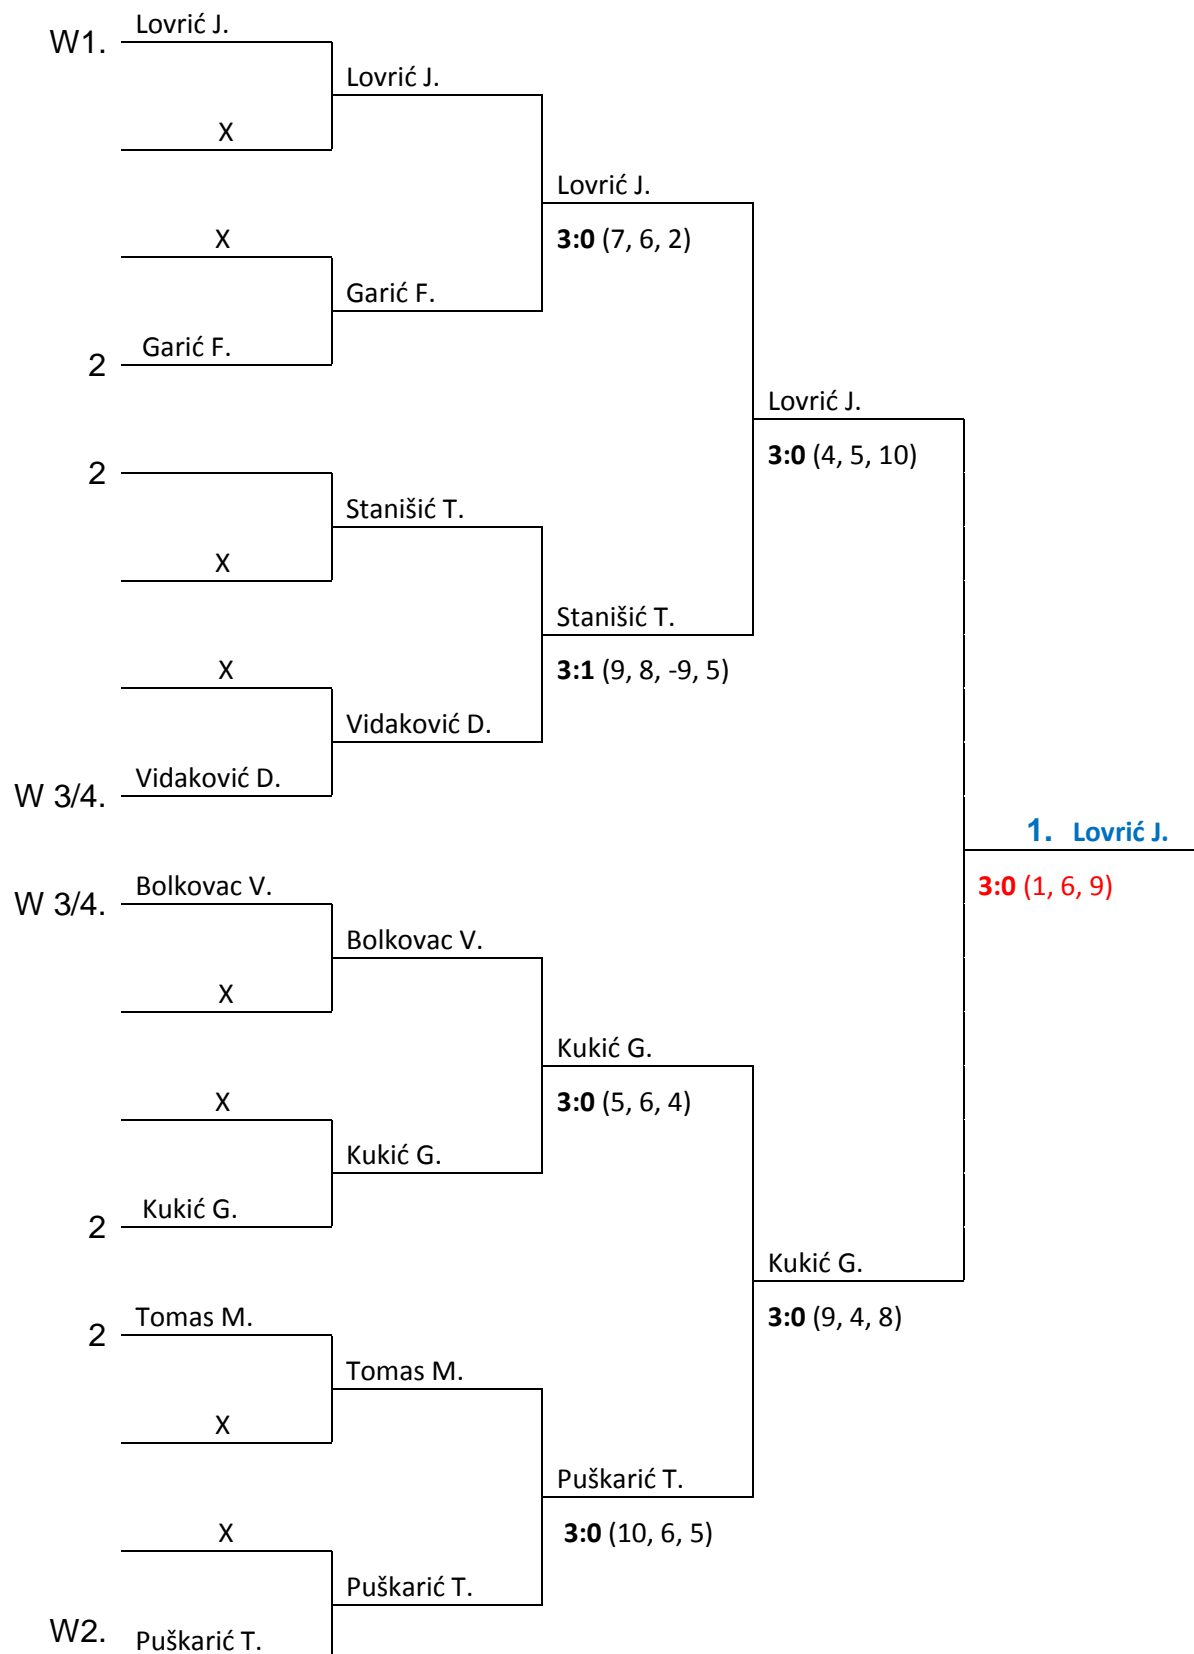 W1. Lovrić J.
Lovrić J.
X
Lovrić J.
X
3:0 (7, 6, 2)
Garić F.
2 Garić F.
Lovrić J.
2
3:0 (4, 5, 10)
Stanišić T.
X
Stanišić T.
X
3:1 (9, 8, -9, 5)
Vidaković D.
W 3/4. Vidaković D.
1. Lovrić J.
W 3/4. Bolkovac V.
3:0 (1, 6, 9)
Bolkovac V.
X
Kukić G.
X
3:0 (5, 6, 4)
Kukić G.
2 Kukić G.
Kukić G.
2 Tomas M.
3:0 (9, 4, 8)
Tomas M.
X
Puškarić T.
X
3:0 (10, 6, 5)
Puškarić T.
W2. Puškarić T.